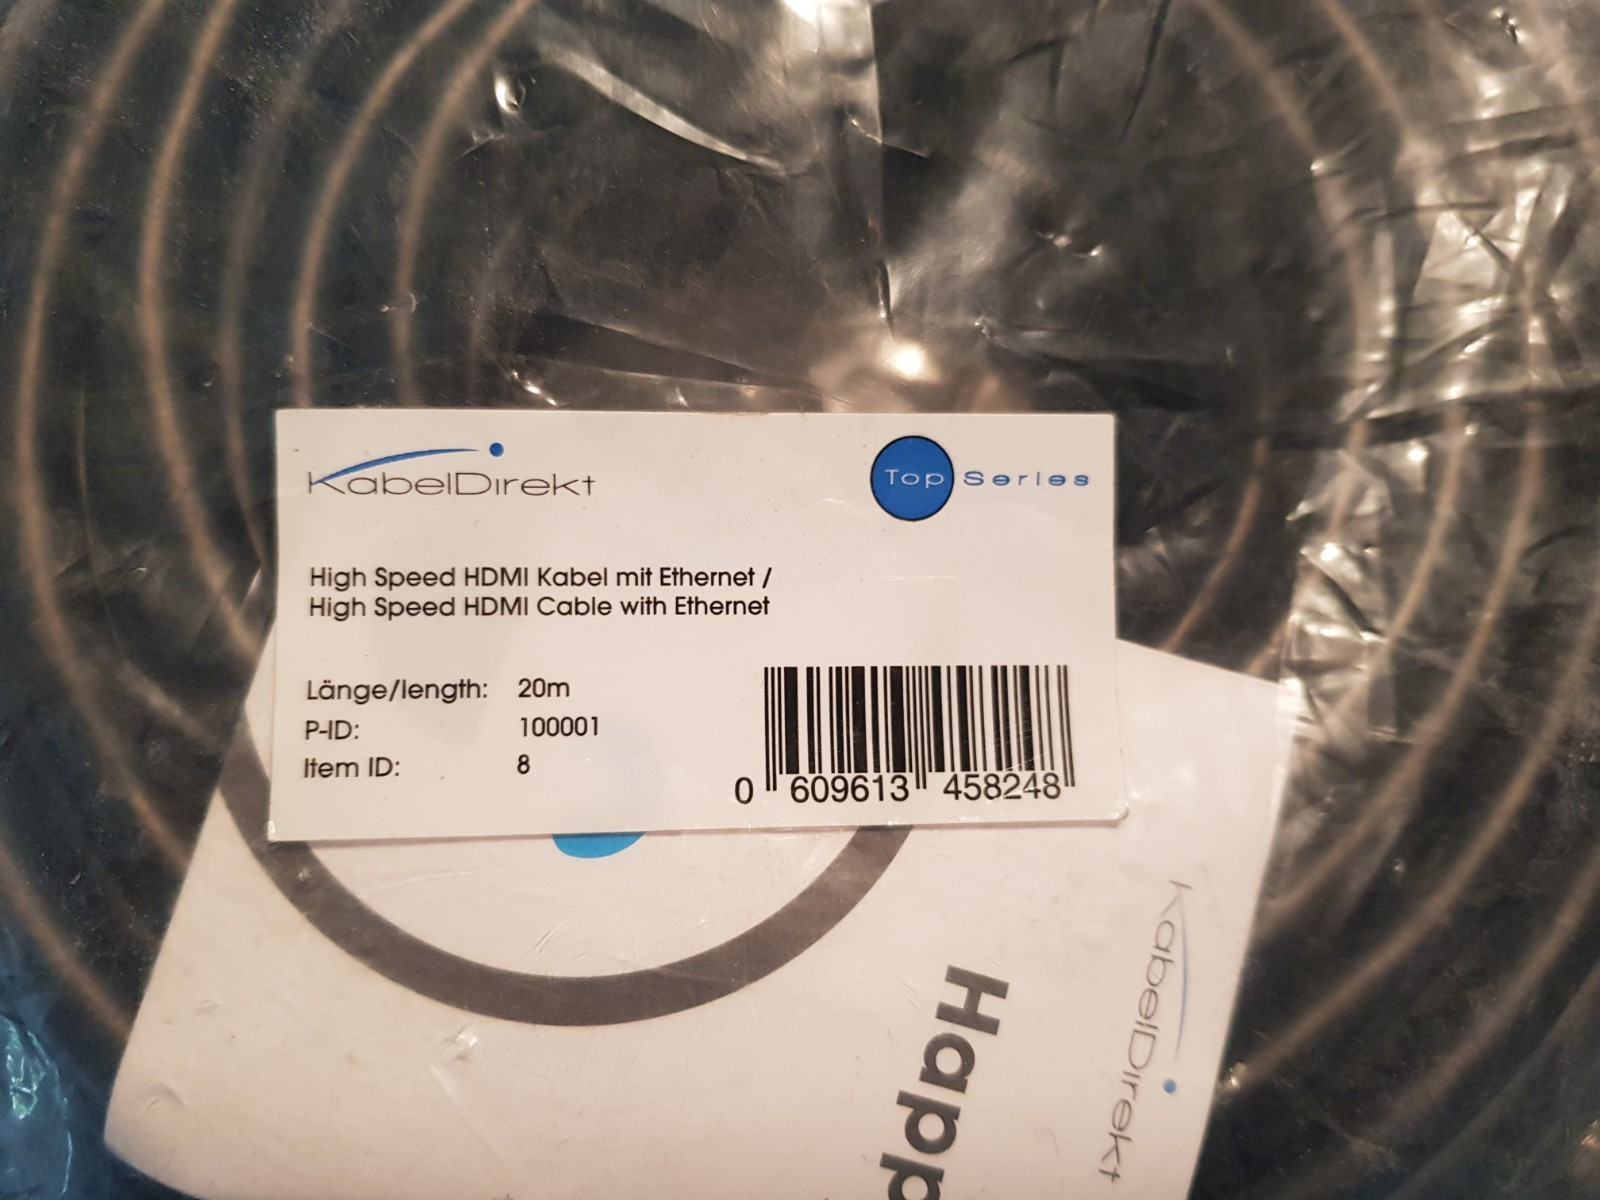 KabelDirekt
Top Series
High Speed HDMI Kabel mit Ethernet /
High Speed HDMI Cable with Ethernet
Länge/length: 20m
P-ID: 100001
Item ID: 8
0 609613 458248
Happ
KabelDirekt